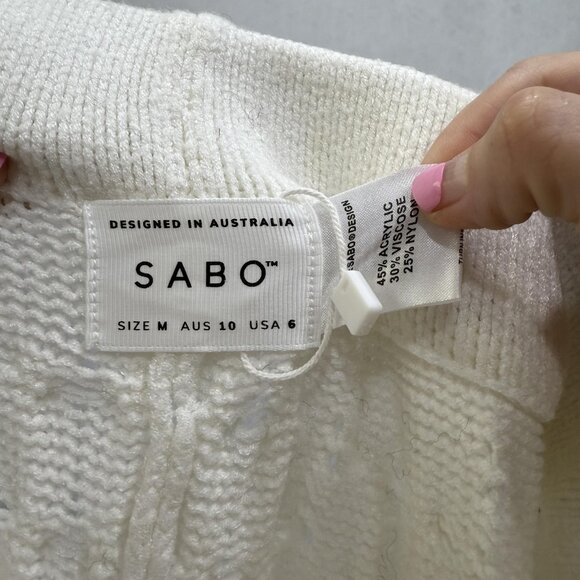 DESIGNED IN AUSTRALIA
SABO™
SIZE M AUS 10 USA 6
SABO®DESIGN
45% ACRYLIC
30% VISCOSE
25% NYLON